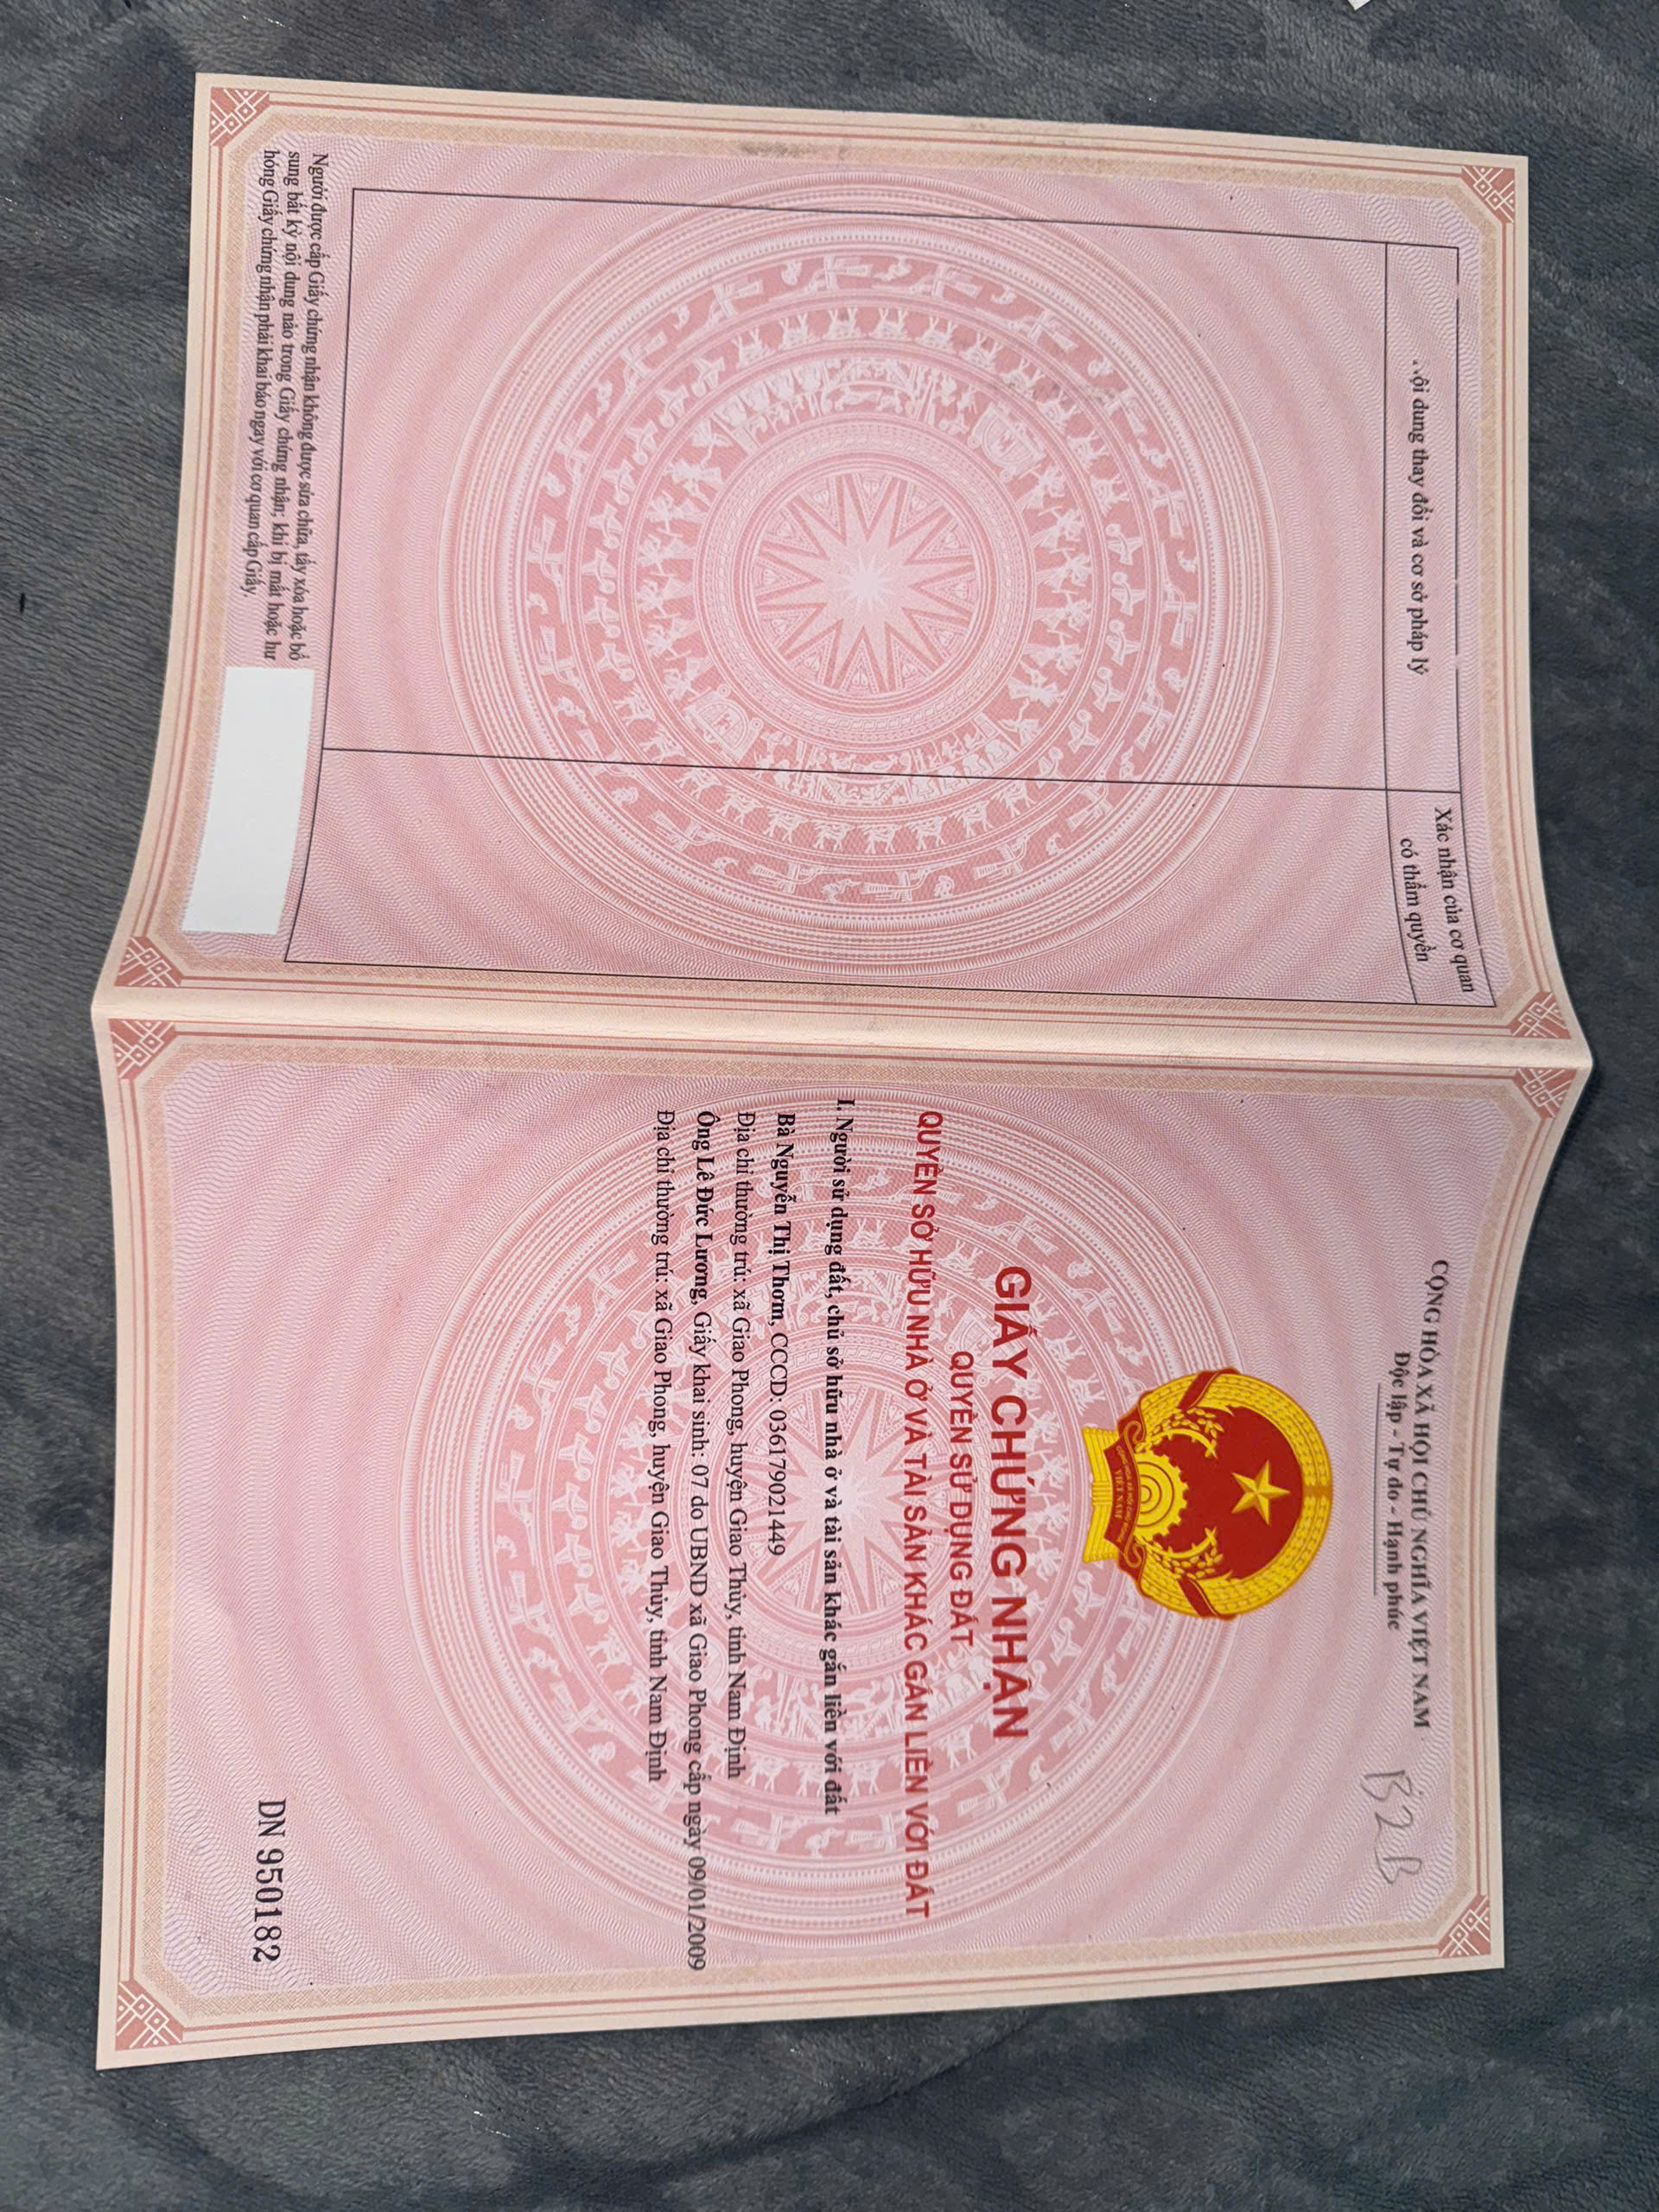 Nội dung thay đổi và cơ sở pháp lý
Xác nhận của cơ quan
có thẩm quyền
Người được cấp Giấy chứng nhận không được sửa chữa, tẩy xóa hoặc bổ
sung bất kỳ nội dung nào trong Giấy chứng nhận; khi bị mất hoặc hư
hỏng Giấy chứng nhận phải khai báo ngay với cơ quan cấp Giấy.
CỘNG HÒA XÃ HỘI CHỦ NGHĨA VIỆT NAM
Độc lập - Tự do - Hạnh phúc
B2B
VIỆT NAM
GIẤY CHỨNG NHẬN
QUYỀN SỬ DỤNG ĐẤT
QUYỀN SỞ HỮU NHÀ Ở VÀ TÀI SẢN KHÁC GẮN LIỀN VỚI ĐẤT
I. Người sử dụng đất, chủ sở hữu nhà ở và tài sản khác gắn liền với đất
Bà Nguyễn Thị Thơm, CCCD: 036179021449
Địa chỉ thường trú: xã Giao Phong, huyện Giao Thủy, tỉnh Nam Định
Ông Lê Đức Lương, Giấy khai sinh: 07 do UBND xã Giao Phong cấp ngày 09/01/2009
Địa chỉ thường trú: xã Giao Phong, huyện Giao Thủy, tỉnh Nam Định
DN 950182